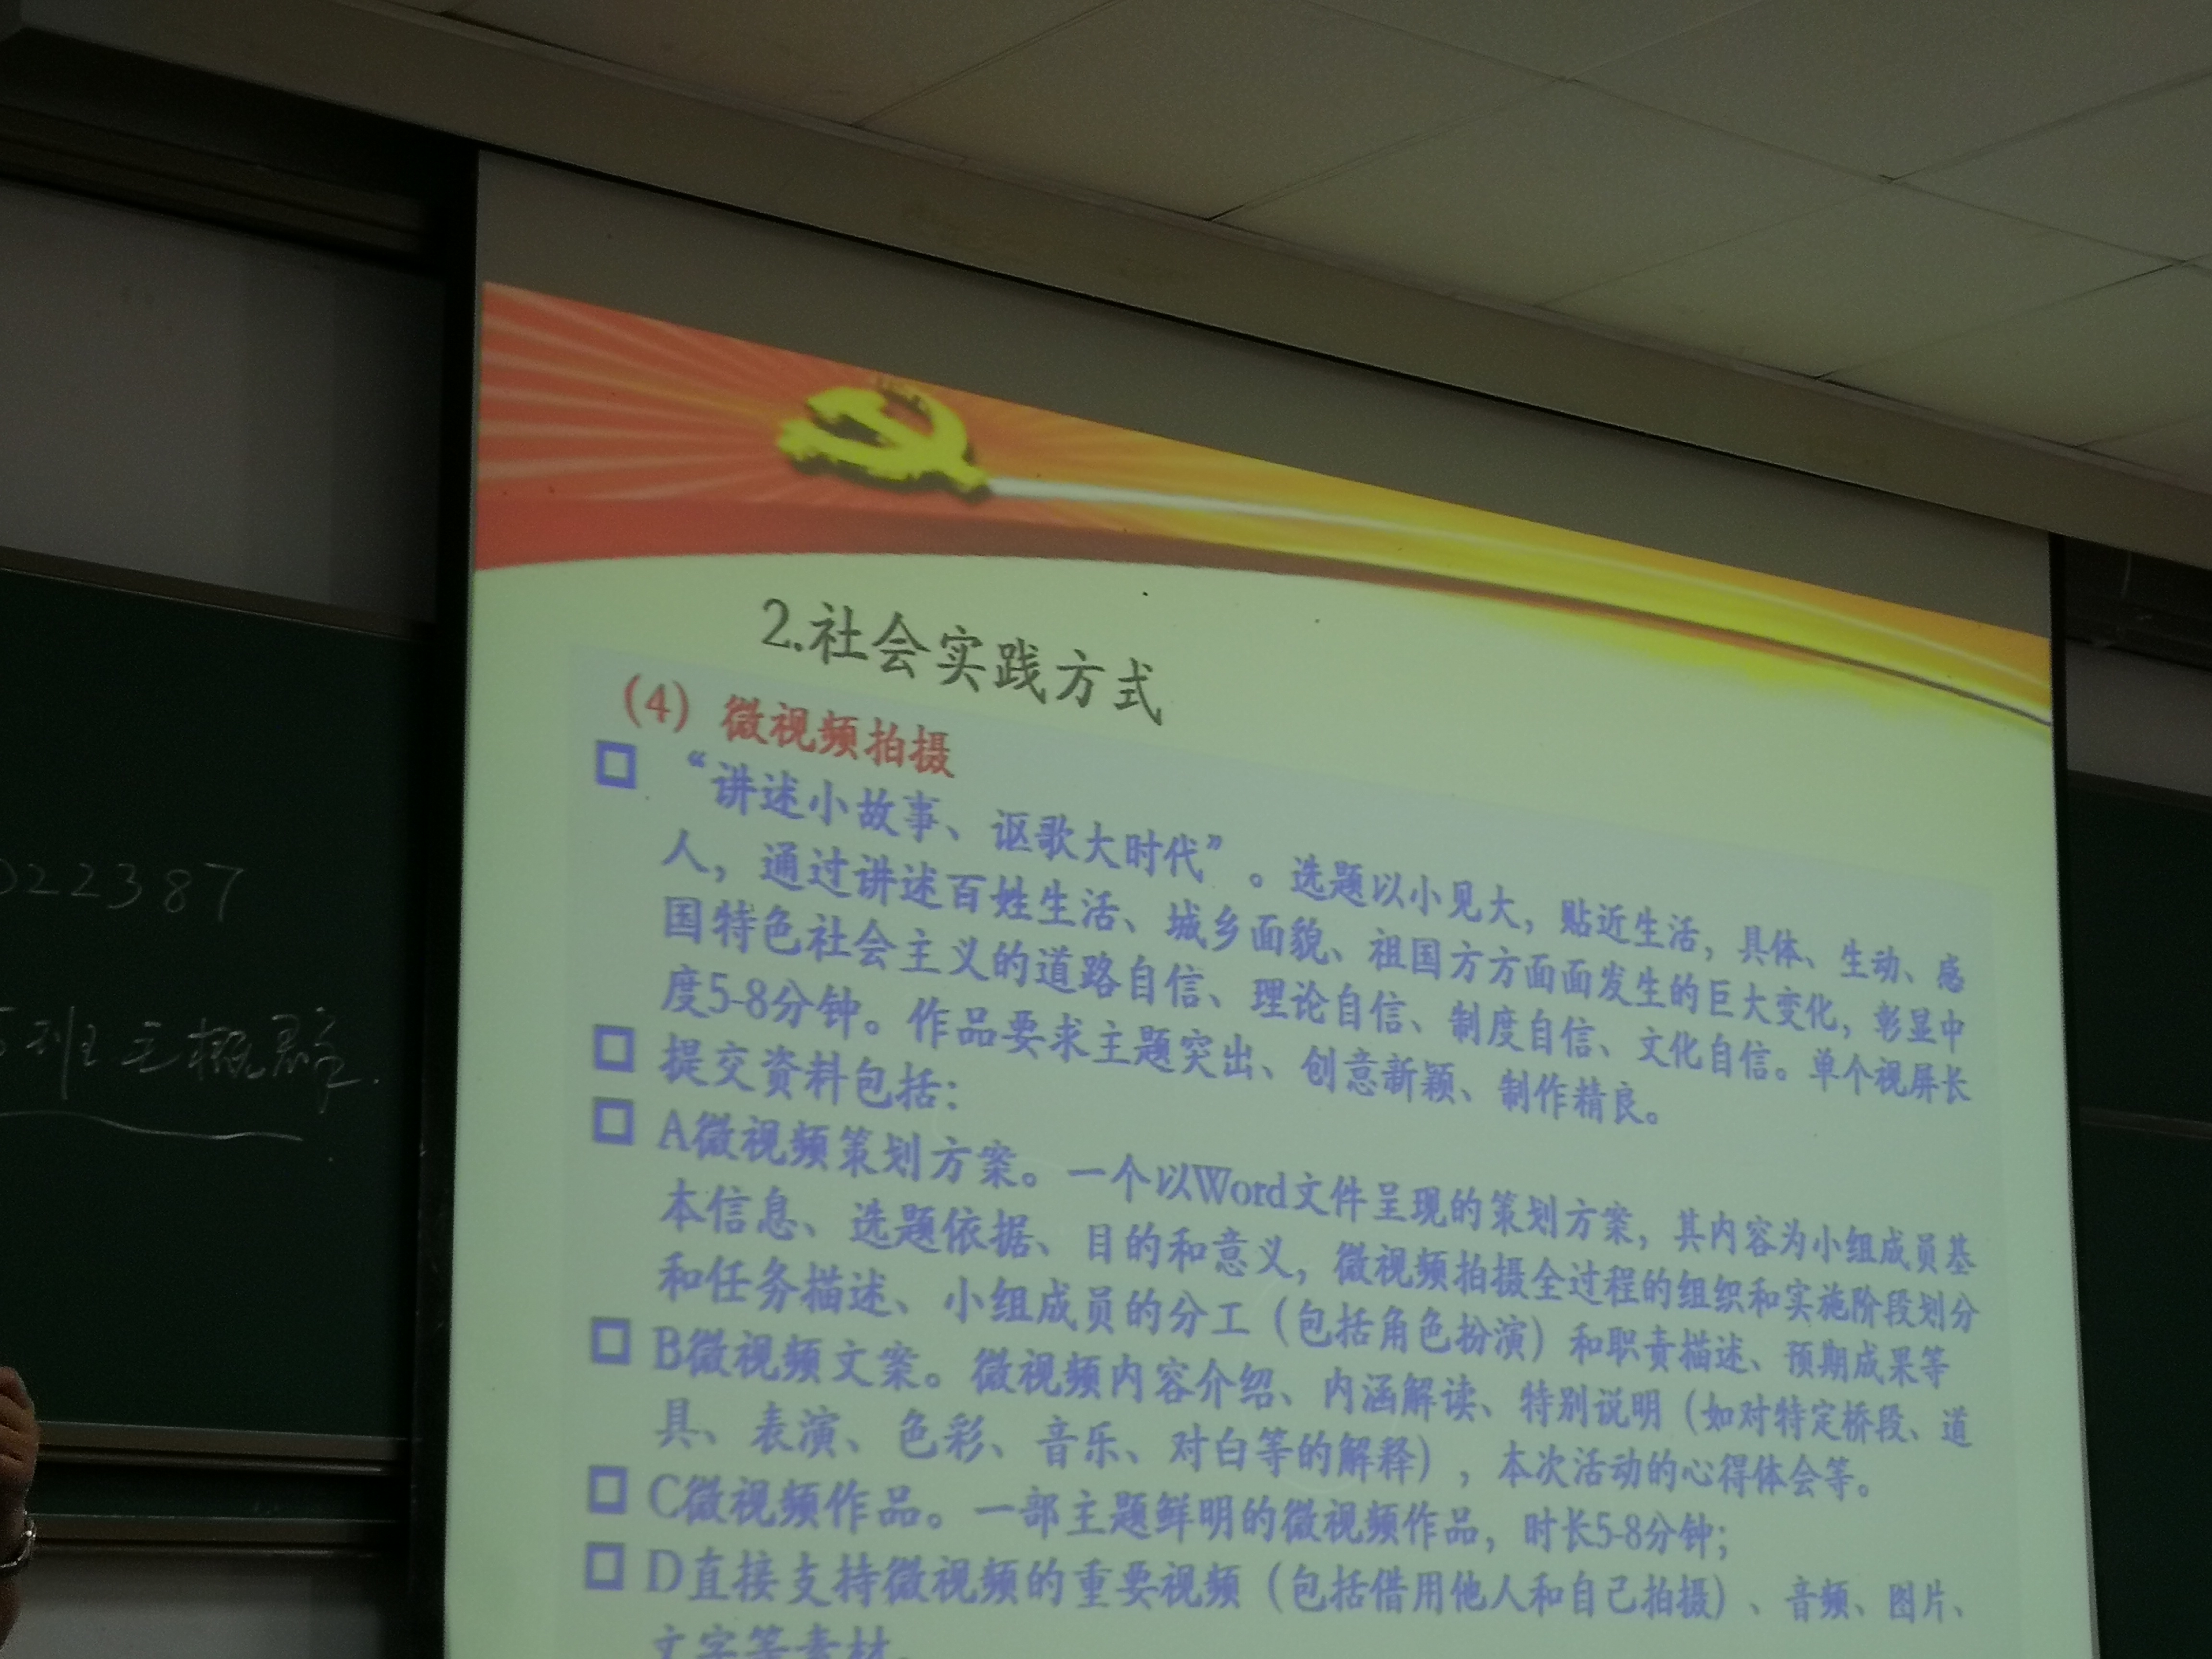 2.社会实践方式
(4) 微视频拍摄
“讲述小故事、讴歌大时代”。选题以小见大，贴近生活，具体、生动、感
人，通过讲述百姓生活、城乡面貌、祖国方方面面发生的巨大变化，彰显中
国特色社会主义的道路自信、理论自信、制度自信、文化自信。单个视屏长
度5-8分钟。作品要求主题突出、创意新颖、制作精良。
提交资料包括：
A微视频策划方案。一个以Word文件呈现的策划方案，其内容为小组成员基
本信息、选题依据、目的和意义，微视频拍摄全过程的组织和实施阶段划分
和任务描述、小组成员的分工（包括角色扮演）和职责描述、预期成果等
B微视频文案。微视频内容介绍、内涵解读、特别说明（如对特定桥段、道
具、表演、色彩、音乐、对白等的解释），本次活动的心得体会等。
C微视频作品。一部主题鲜明的微视频作品，时长5-8分钟；
D直接支持微视频的重要视频（包括借用他人和自己拍摄）、音频、图片、
文字等素材。
022387
班毛概群.